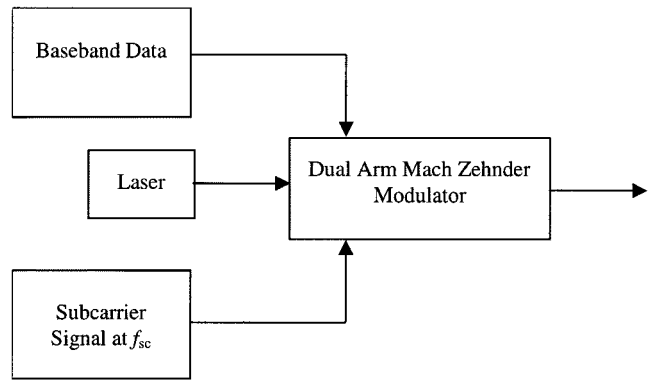 Baseband Data
Laser
Dual Arm Mach Zehnder
Modulator
Subcarrier
Signal at fsc